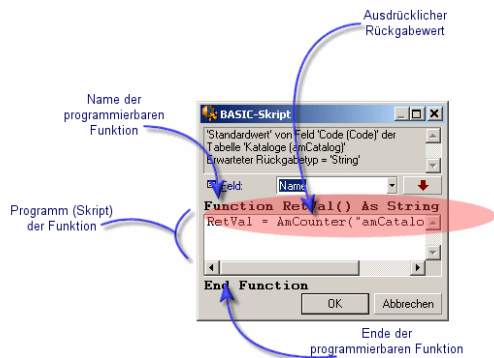 Ausdrücklicher
Rückgabewert
Name der
programmierbaren
Funktion
BASIC-Skript
'Standardwert' von Feld 'Code (Code)' der
Tabelle 'Kataloge (amCatalog)'
Erwarteter Rückgabetyp = 'String'
Feld:
Name
Programm (Skript)
der Funktion
Function RetVal() As String
RetVal = AmCounter("amCatalo
End Function
OK
Abbrechen
Ende der
programmierbaren Funktion